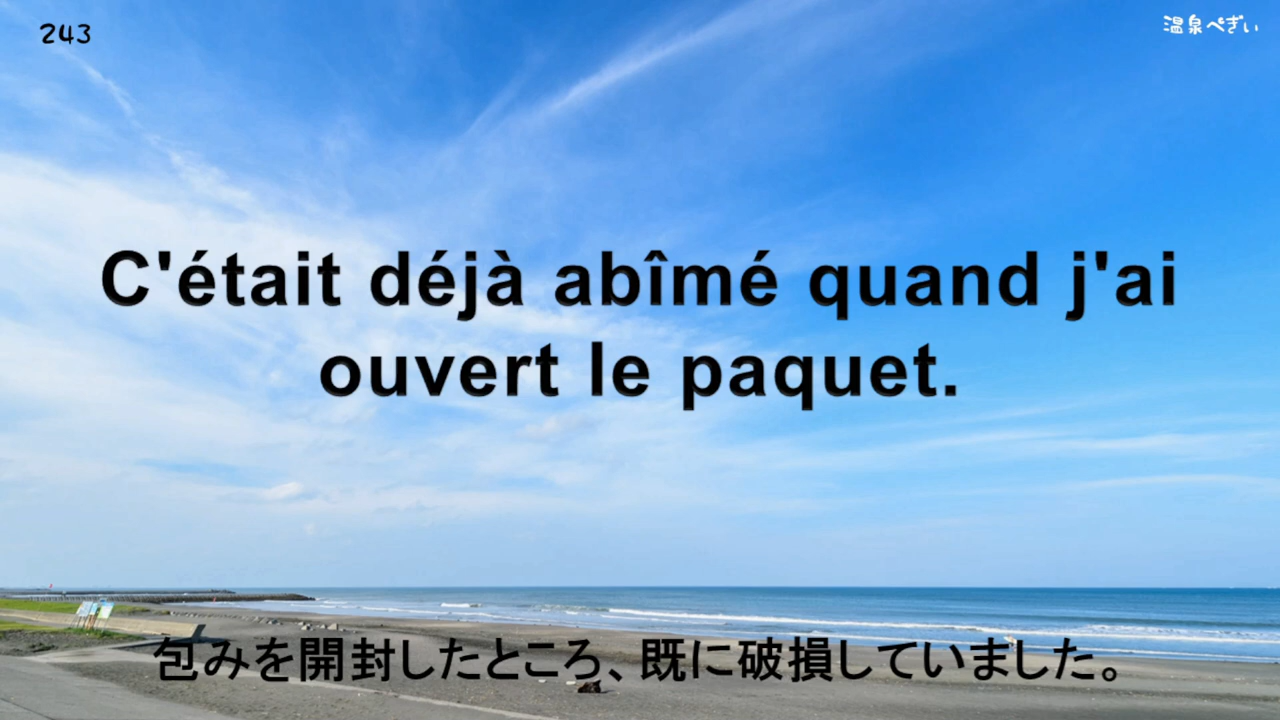 243
温泉ぺぎぃ
C'était déjà abîmé quand j'ai
ouvert le paquet.
包みを開封したところ、既に破損していました。